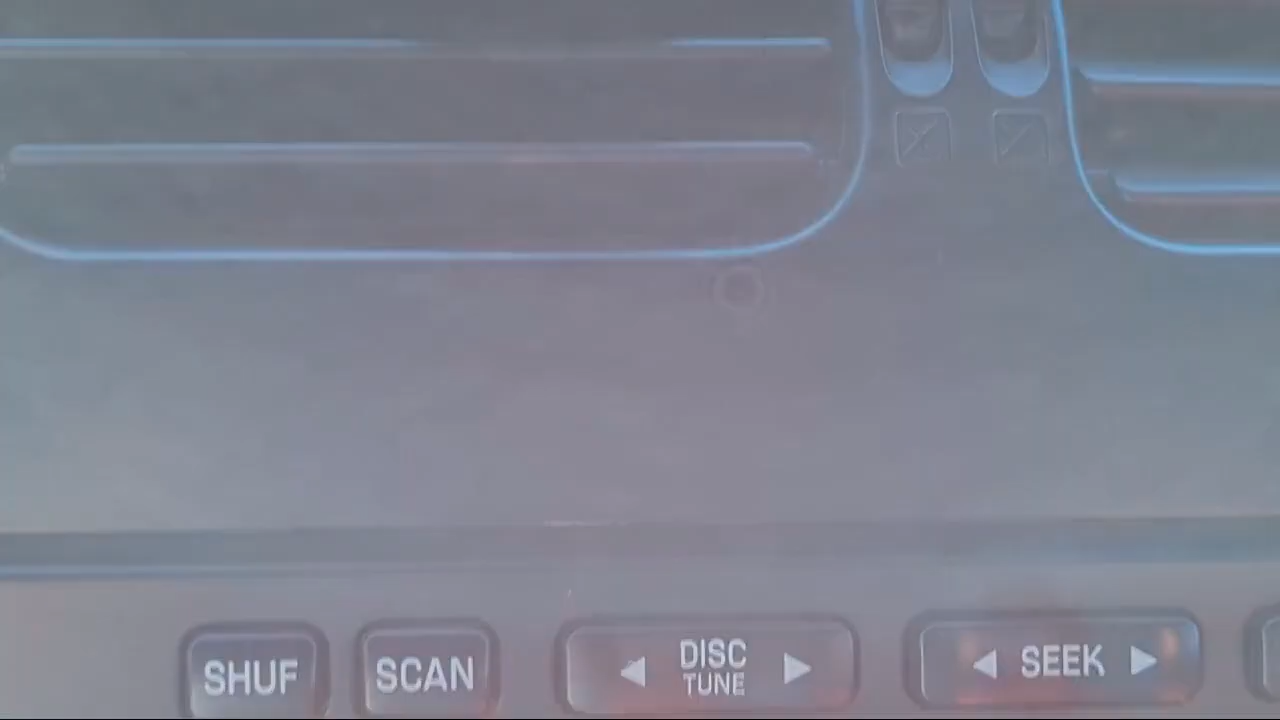 SHUF SCAN ◀ DISC ▶ ◀ SEEK ▶
TUNE